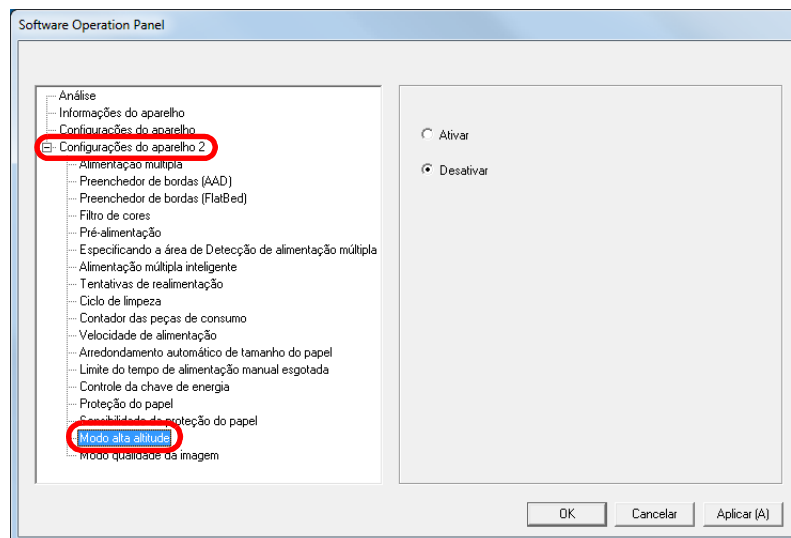 Software Operation Panel
Análise
Informações do aparelho
Configurações do aparelho
Configurações do aparelho 2
Alimentação múltipla
Preenchedor de bordas (AAD)
Preenchedor de bordas (FlatBed)
Filtro de cores
Pré-alimentação
Especificando a área de Detecção de alimentação múltipla
Alimentação múltipla inteligente
Tentativas de realimentação
Ciclo de limpeza
Contador das peças de consumo
Velocidade de alimentação
Arredondamento automático de tamanho do papel
Limite do tempo de alimentação manual esgotada
Controle da chave de energia
Proteção do papel
Sensibilidade da proteção do papel
Modo alta altitude
Modo qualidade da imagem
Ativar
Desativar
OK
Cancelar
Aplicar (A)